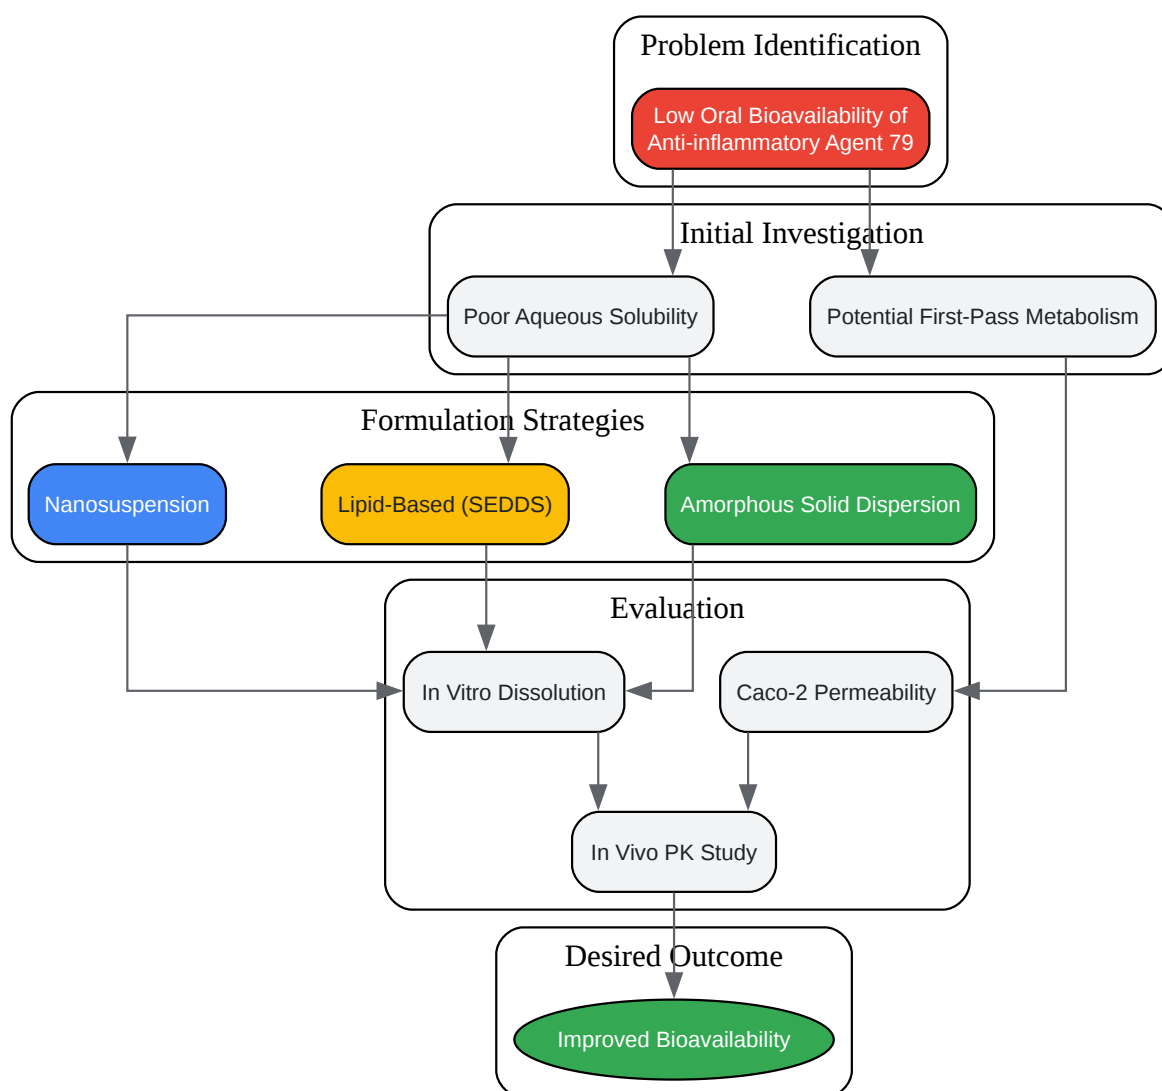 Problem Identification
Low Oral Bioavailability of
Anti-inflammatory Agent 79
Initial Investigation
Poor Aqueous Solubility
Potential First-Pass Metabolism
Formulation Strategies
Nanosuspension
Lipid-Based (SEDDS)
Amorphous Solid Dispersion
Evaluation
In Vitro Dissolution
Caco-2 Permeability
In Vivo PK Study
Desired Outcome
Improved Bioavailability